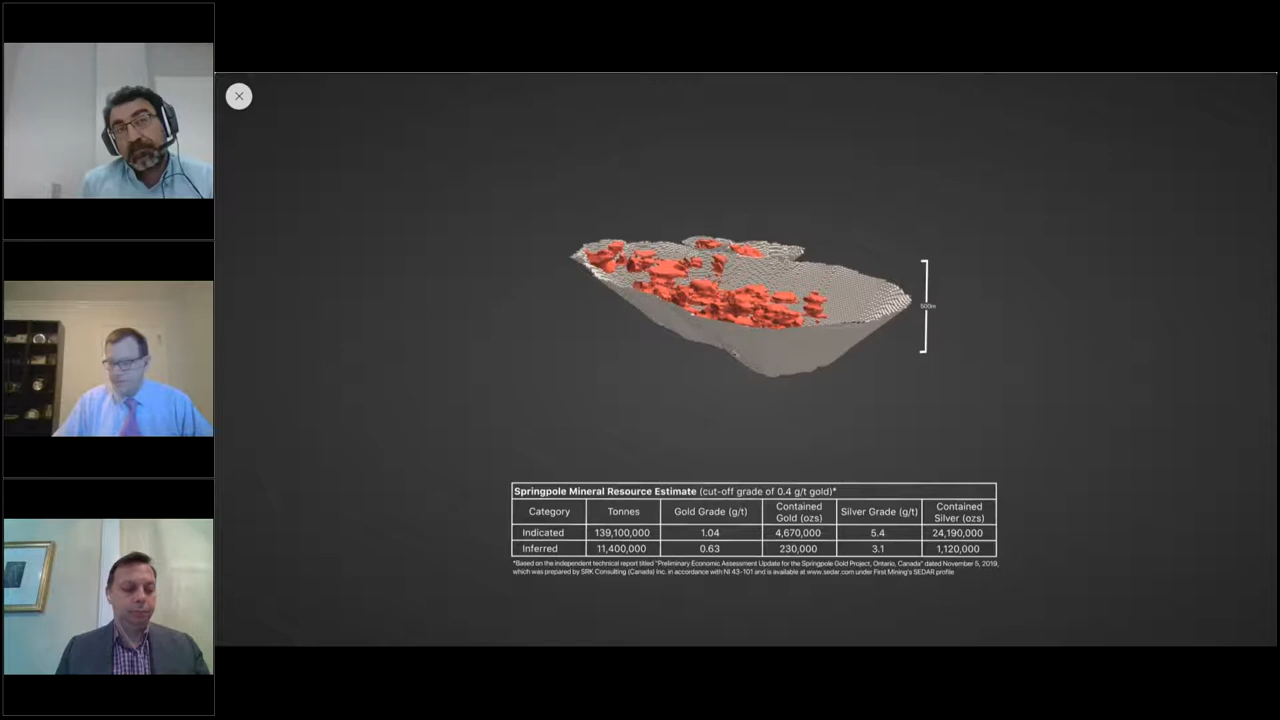 500m
Springpole Mineral Resource Estimate (cut-off grade of 0.4 g/t gold)*
Category Tonnes Gold Grade (g/t) Contained Gold (ozs) Silver Grade (g/t) Contained Silver (ozs)
Indicated 139,100,000 1.04 4,670,000 5.4 24,190,000
Inferred 11,400,000 0.63 230,000 3.1 1,120,000
*Based on the independent technical report titled "Preliminary Economic Assessment Update for the Springpole Gold Project, Ontario, Canada" dated November 5, 2019,
which was prepared by SRK Consulting (Canada) Inc. in accordance with NI 43-101 and is available at www.sedar.com under First Mining's SEDAR profile